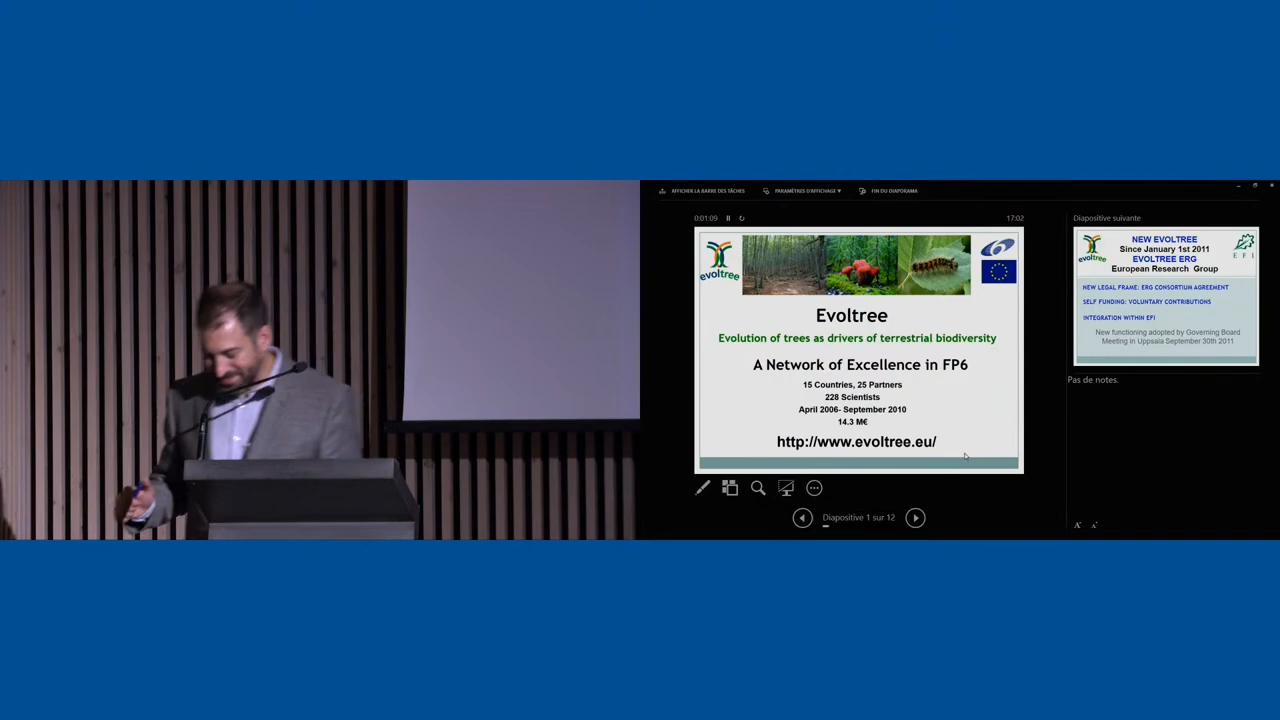 AFFICHER LA BARRE DES TÂCHES
PARAMÈTRES D'AFFICHAGE ▼
FIN DU DIAPORAMA
0:01:09
17:02
evoltree
6
Evoltree
Evolution of trees as drivers of terrestrial biodiversity
A Network of Excellence in FP6
15 Countries, 25 Partners
228 Scientists
April 2006- September 2010
14.3 M€
http://www.evoltree.eu/
Diapositive 1 sur 12
Diapositive suivante
evoltree
NEW EVOLTREE
Since January 1st 2011
EVOLTREE ERG
European Research Group
EFI
NEW LEGAL FRAME: ERG CONSORTIUM AGREEMENT
SELF FUNDING: VOLUNTARY CONTRIBUTIONS
INTEGRATION WITHIN EFI
New functioning adopted by Governing Board
Meeting in Uppsala September 30th 2011
Pas de notes.
A A